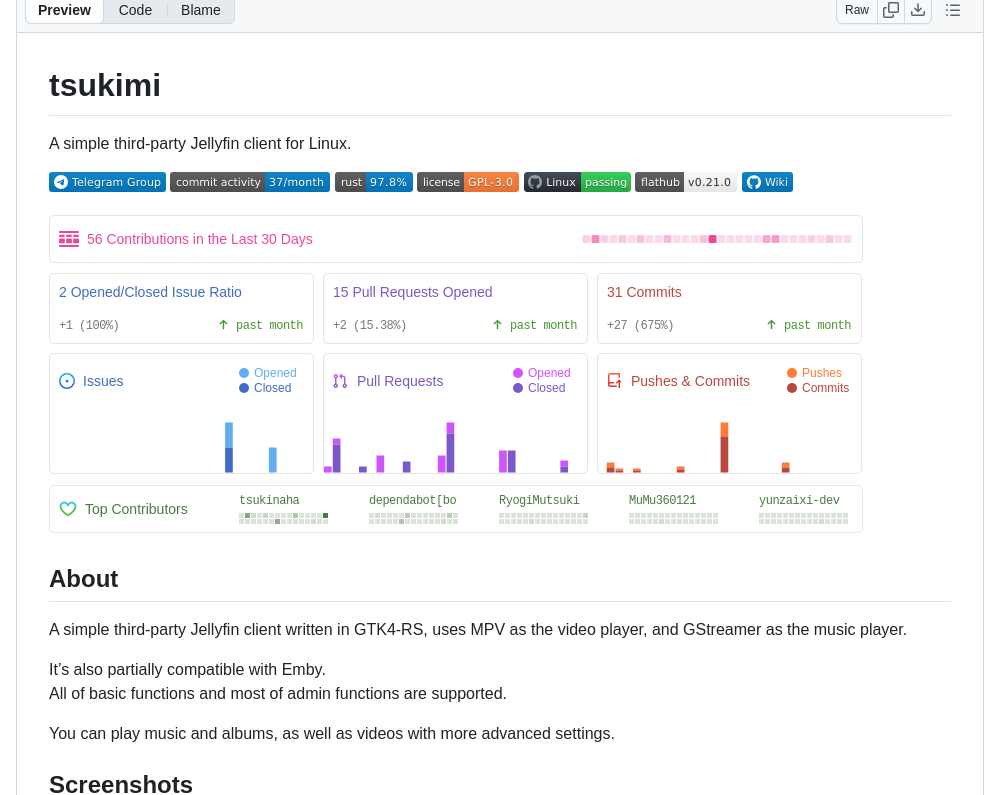 Preview Code Blame Raw
tsukimi
A simple third-party Jellyfin client for Linux.
Telegram Group commit activity 37/month rust 97.8% license GPL-3.0 Linux passing flathub v0.21.0 Wiki
56 Contributions in the Last 30 Days
2 Opened/Closed Issue Ratio 15 Pull Requests Opened 31 Commits
+1 (100%) ↑ past month +2 (15.38%) ↑ past month +27 (675%) ↑ past month
Issues Opened Closed Pull Requests Opened Closed Pushes & Commits Pushes Commits
Top Contributors tsukinaha dependabot[bo RyogiMutsuki MuMu360121 yunzaixi-dev
About
A simple third-party Jellyfin client written in GTK4-RS, uses MPV as the video player, and GStreamer as the music player.
It’s also partially compatible with Emby.
All of basic functions and most of admin functions are supported.
You can play music and albums, as well as videos with more advanced settings.
Screenshots